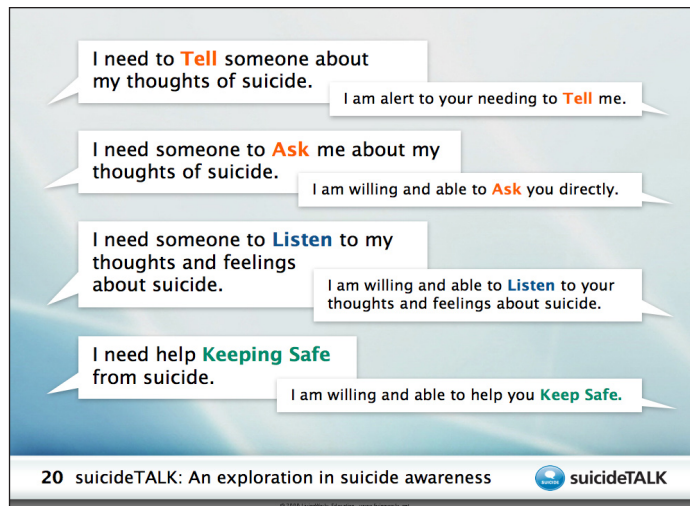 I need to Tell someone about
my thoughts of suicide.
I am alert to your needing to Tell me.
I need someone to Ask me about my
thoughts of suicide.
I am willing and able to Ask you directly.
I need someone to Listen to my
thoughts and feelings
about suicide.
I am willing and able to Listen to your
thoughts and feelings about suicide.
I need help Keeping Safe
from suicide.
I am willing and able to help you Keep Safe.
20 suicideTALK: An exploration in suicide awareness
suicideTALK